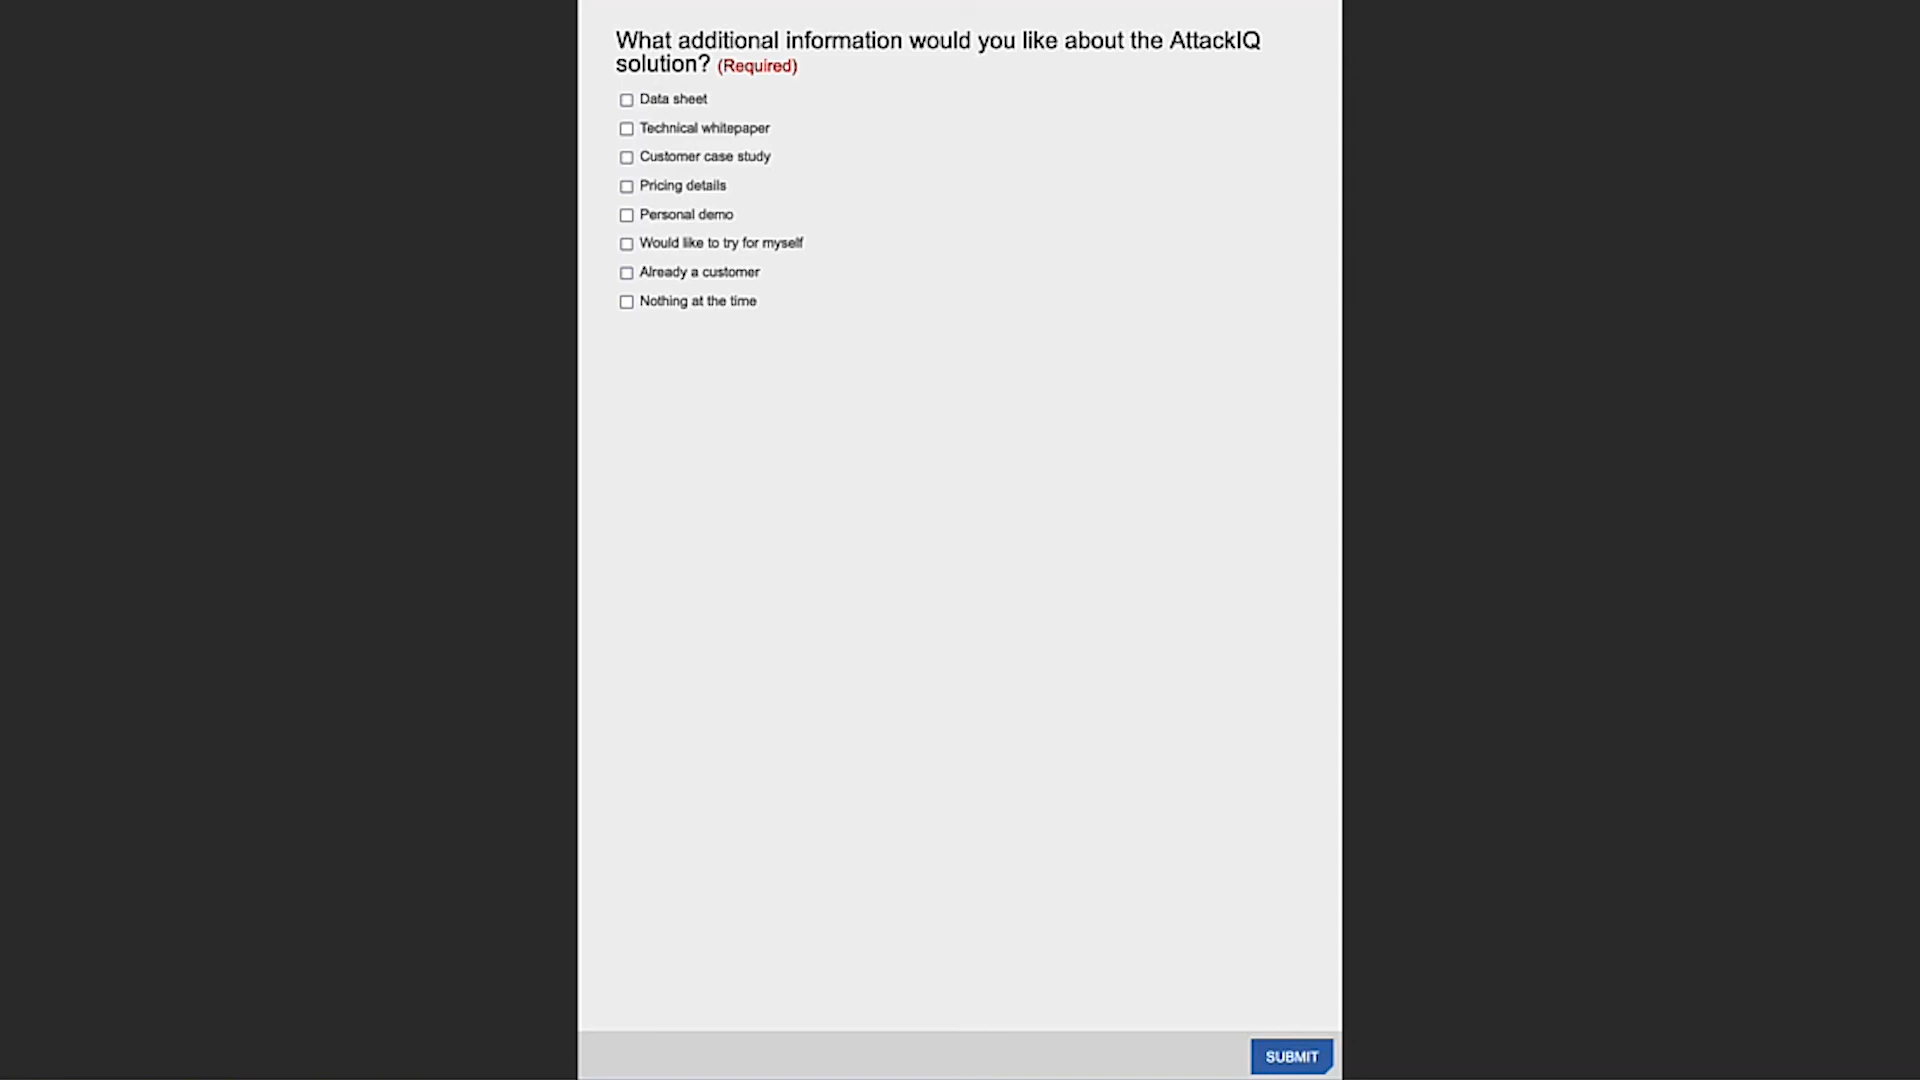 What additional information would you like about the AttackIQ
solution? (Required)
Data sheet
Technical whitepaper
Customer case study
Pricing details
Personal demo
Would like to try for myself
Already a customer
Nothing at the time
SUBMIT